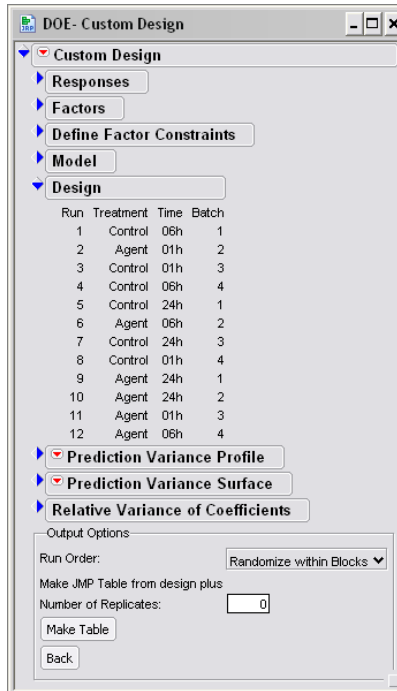 DOE- Custom Design
Custom Design
Responses
Factors
Define Factor Constraints
Model
Design
Run Treatment Time Batch
1 Control 06h 1
2 Agent 01h 2
3 Control 01h 3
4 Control 06h 4
5 Control 24h 1
6 Agent 06h 2
7 Control 24h 3
8 Control 01h 4
9 Agent 24h 1
10 Agent 24h 2
11 Agent 01h 3
12 Agent 06h 4
Prediction Variance Profile
Prediction Variance Surface
Relative Variance of Coefficients
Output Options
Run Order: Randomize within Blocks
Make JMP Table from design plus
Number of Replicates: 0
Make Table
Back